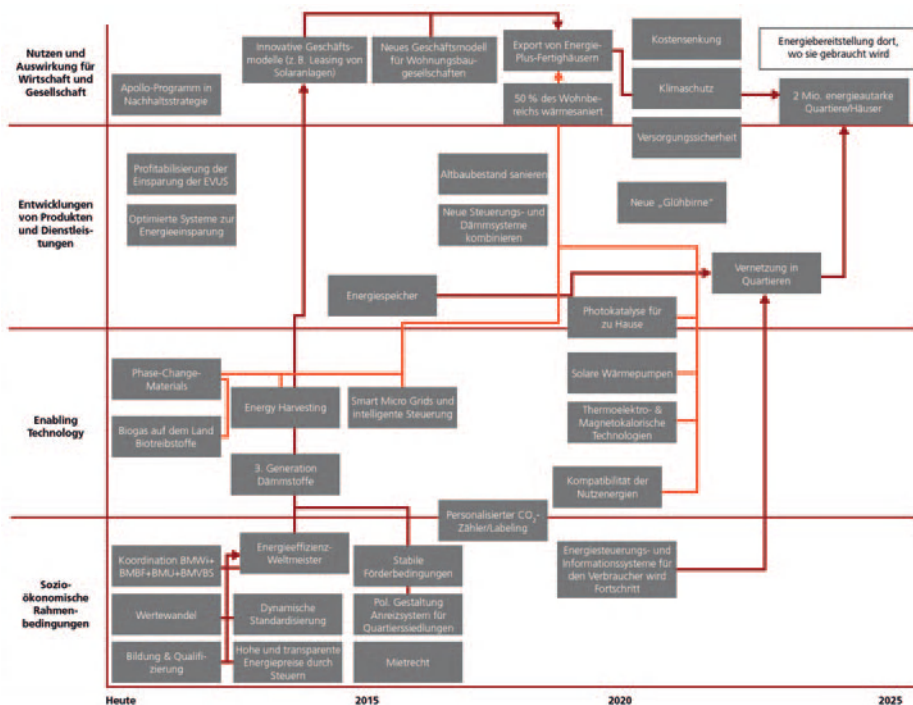 Nutzen und
Auswirkung für
Wirtschaft und
Gesellschaft
Apollo-Programm in
Nachhaltsstrategie
Innovative Geschäfts-
modelle (z. B. Leasing von
Solaranlagen)
Neues Geschäftsmodell
für Wohnungsbau-
gesellschaften
Export von Energie-
Plus-Fertighäusern
50 % des Wohnbe-
reichs wärmesaniert
Kostensenkung
Klimaschutz
Versorgungssicherheit
Energiebereitstellung dort,
wo sie gebraucht wird
2 Mio. energieautarke
Quartiere/Häuser
Entwicklungen
von Produkten
und Dienstleis-
tungen
Profitabilisierung der
Einsparung der EVUS
Optimierte Systeme zur
Energieeinsparung
Altbaubestand sanieren
Neue Steuerungs- und
Dämmsysteme
kombinieren
Neue „Glühbirne“
Energiespeicher
Vernetzung in
Quartieren
Photokatalyse für
zu Hause
Enabling
Technology
Phase-Change-
Materials
Biogas auf dem Land
Biotreibstoffe
Energy Harvesting
3. Generation
Dämmstoffe
Smart Micro Grids und
intelligente Steuerung
Solare Wärmepumpen
Thermoelektro- &
Magnetokalorische
Technologien
Kompatibilität der
Nutzenergien
Personalisierter CO₂-
Zähler/Labeling
Sozio-
ökonomische
Rahmen-
bedingungen
Koordination BMWi+
BMBF+BMU+BMVBS
Wertewandel
Bildung & Qualifi-
zierung
Energieeffizienz-
Weltmeister
Dynamische
Standardisierung
Hohe und transparente
Energiepreise durch
Steuern
Stabile
Förderbedingungen
Pol. Gestaltung
Anreizsystem für
Quartierssiedlungen
Mietrecht
Energiesteuerungs- und
Informationssysteme für
den Verbraucher wird
Fortschritt
Heute
2015
2020
2025